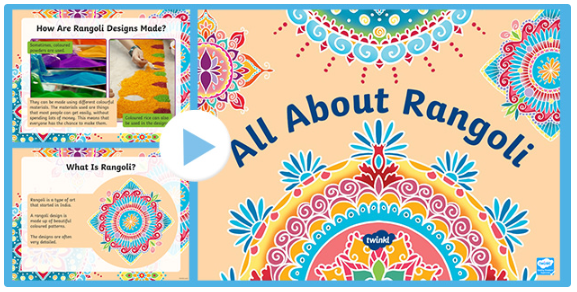 How Are Rangoli Designs Made?
Sometimes, coloured
powders are used.
They can be made using different colourful
materials. The materials used are things
that most people can get easily, without
spending lots of money. This means that
everyone has the chance to make them.
Coloured rice can also
be used in the designs.
What Is Rangoli?
Rangoli is a type of art
that started in India.
A rangoli design is
made up of beautiful
coloured patterns.
The designs are often
very detailed.
All About Rangoli
twinkl